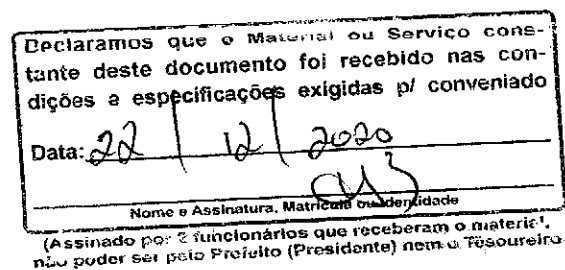 Declaramos que o Material ou Serviço cons-
tante deste documento foi recebido nas con-
dições e especificações exigidas p/ conveniado
Data: 22 / 12 / 2020
Nome e Assinatura, Matrícula ou Identidade
(Assinado por 2 funcionários que receberam o material,
não poder ser pelo Prefeito (Presidente) nem o Tesoureiro